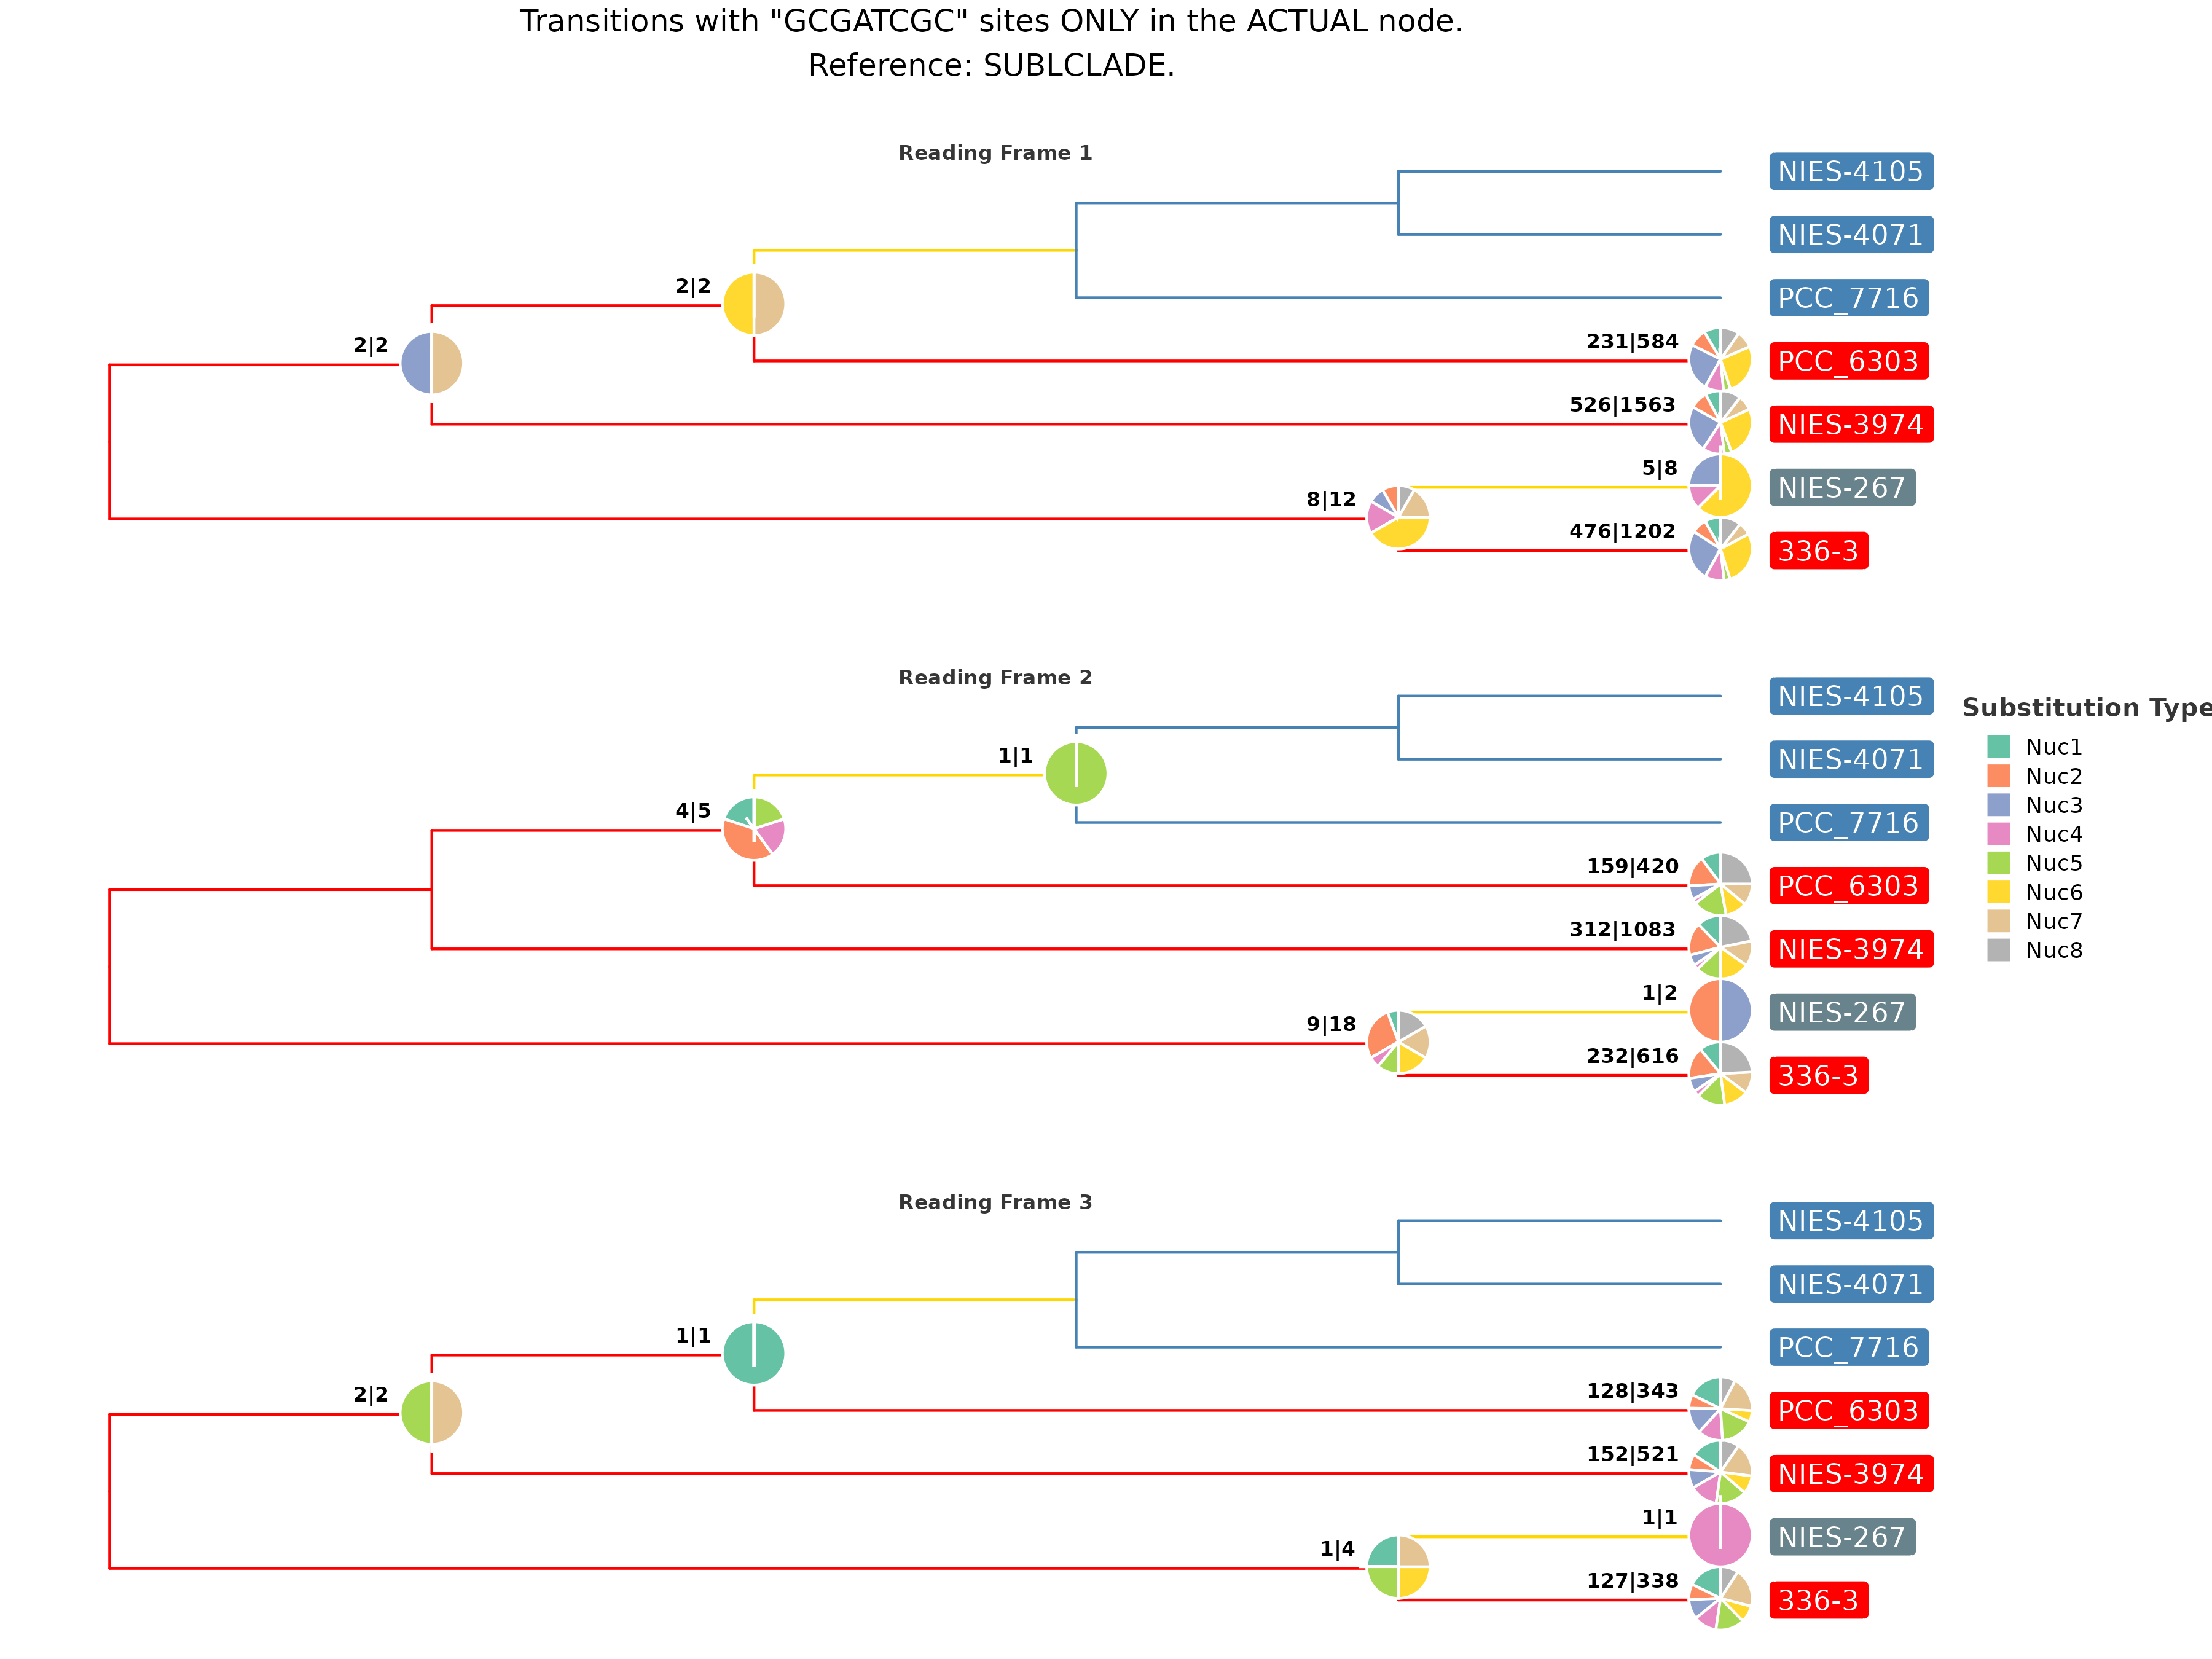 Transitions with "GCGATCGC" sites ONLY in the ACTUAL node.
Reference: SUBLCLADE.
Reading Frame 1
NIES-4105
NIES-4071
2|2
PCC_7716
2|2
231|584
PCC_6303
526|1563
NIES-3974
5|8
NIES-267
8|12
476|1202
336-3
Reading Frame 2
NIES-4105
1|1
NIES-4071
4|5
PCC_7716
159|420
PCC_6303
312|1083
NIES-3974
1|2
NIES-267
9|18
232|616
336-3
Substitution Type
Nuc1
Nuc2
Nuc3
Nuc4
Nuc5
Nuc6
Nuc7
Nuc8
Reading Frame 3
NIES-4105
NIES-4071
1|1
PCC_7716
2|2
128|343
PCC_6303
152|521
NIES-3974
1|1
NIES-267
1|4
127|338
336-3